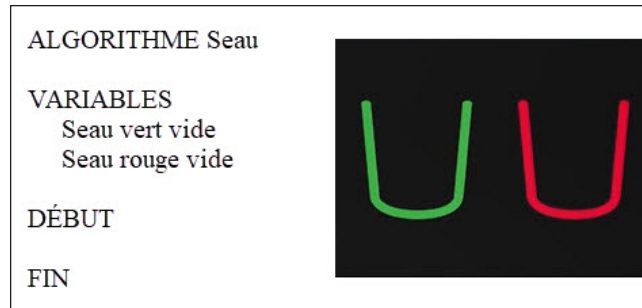 ALGORITHME Seau
VARIABLES
Seau vert vide
Seau rouge vide
DÉBUT
FIN